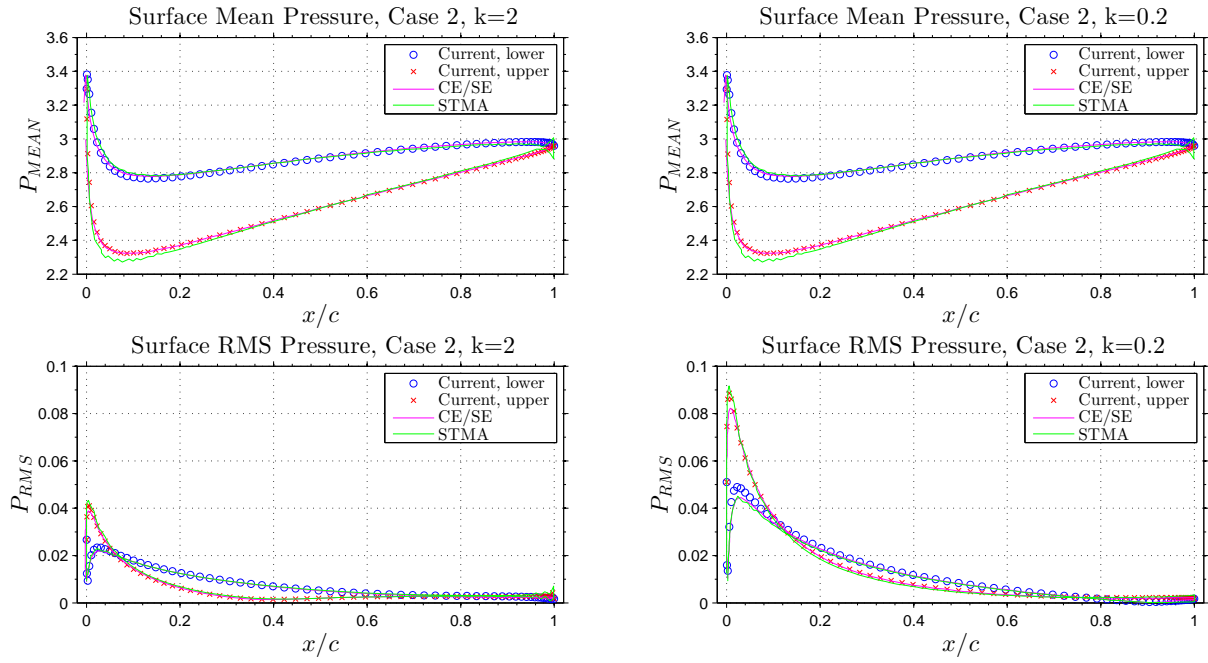 Surface Mean Pressure, Case 2, k=2
3.6
3.4
3.2
3
2.8
2.6
2.4
2.2
P_MEAN
0
0.2
0.4
0.6
0.8
1
x/c
Current, lower
Current, upper
CE/SE
STMA
Surface Mean Pressure, Case 2, k=0.2
3.6
3.4
3.2
3
2.8
2.6
2.4
2.2
P_MEAN
0
0.2
0.4
0.6
0.8
1
x/c
Current, lower
Current, upper
CE/SE
STMA
Surface RMS Pressure, Case 2, k=2
0.1
0.08
0.06
0.04
0.02
0
P_RMS
0
0.2
0.4
0.6
0.8
1
x/c
Current, lower
Current, upper
CE/SE
STMA
Surface RMS Pressure, Case 2, k=0.2
0.1
0.08
0.06
0.04
0.02
0
P_RMS
0
0.2
0.4
0.6
0.8
1
x/c
Current, lower
Current, upper
CE/SE
STMA